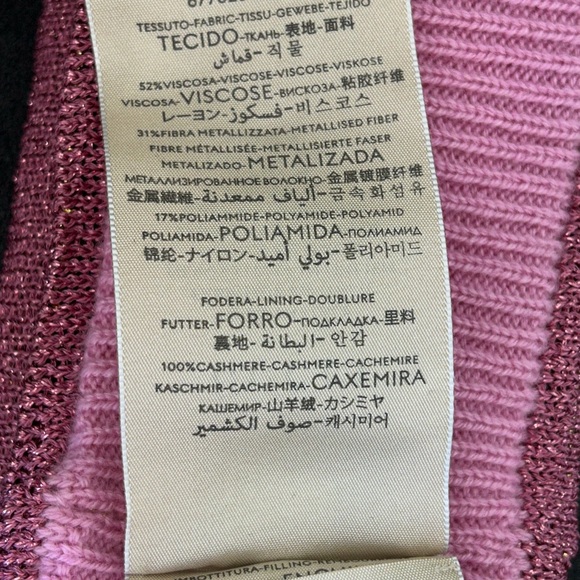 TESSUTO-FABRIC-TISSU-GEWEBE-TEJIDO
TECIDO-ТКАНЬ-表地-面料
قماش-직물
52%VISCOSA-VISCOSE-VISCOSE-VISKOSE
VISCOSA-VISCOSE-ВИСКОЗА-粘胶纤维
レーヨン-فسكوز-비스코스
31%FIBRA METALLIZZATA-METALLISED FIBER
FIBRE MÉTALLISÉE-METALLISIERTE FASER
METALIZADO-METALIZADA
МЕТАЛЛИЗИРОВАННОЕ ВОЛОКНО-金属镀膜纤维
金属繊維-ألياف ممعدنة-금속화섬유
17%POLIAMMIDE-POLYAMIDE-POLYAMID
POLIAMIDA-POLIAMIDA-ПОЛИАМИД
锦纶-ナイロン-بولي أميد-폴리아미드
FODERA-LINING-DOUBLURE
FUTTER-FORRO-ПОДКЛАДКА-里料
裏地-البطانة-안감
100%CASHMERE-CASHMERE-CACHEMIRE
KASCHMIR-CACHEMIRA-CAXEMIRA
КАШЕМИР-山羊绒-カシミヤ
صوف الكشمير-캐시미어